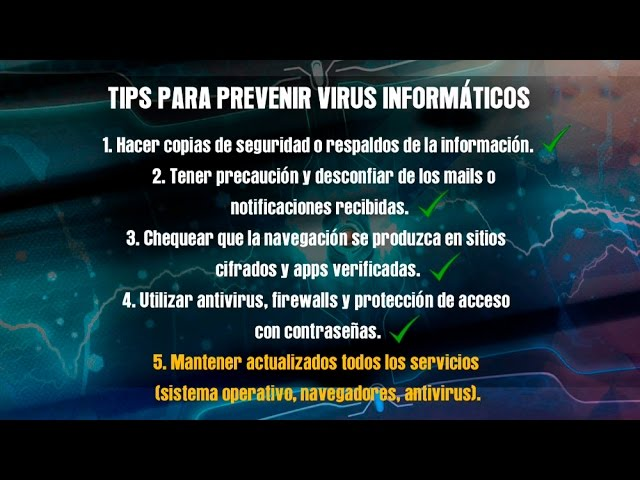 TIPS PARA PREVENIR VIRUS INFORMÁTICOS
1. Hacer copias de seguridad o respaldos de la información.
2. Tener precaución y desconfiar de los mails o
notificaciones recibidas.
3. Chequear que la navegación se produzca en sitios
cifrados y apps verificadas.
4. Utilizar antivirus, firewalls y protección de acceso
con contraseñas.
5. Mantener actualizados todos los servicios
(sistema operativo, navegadores, antivirus).